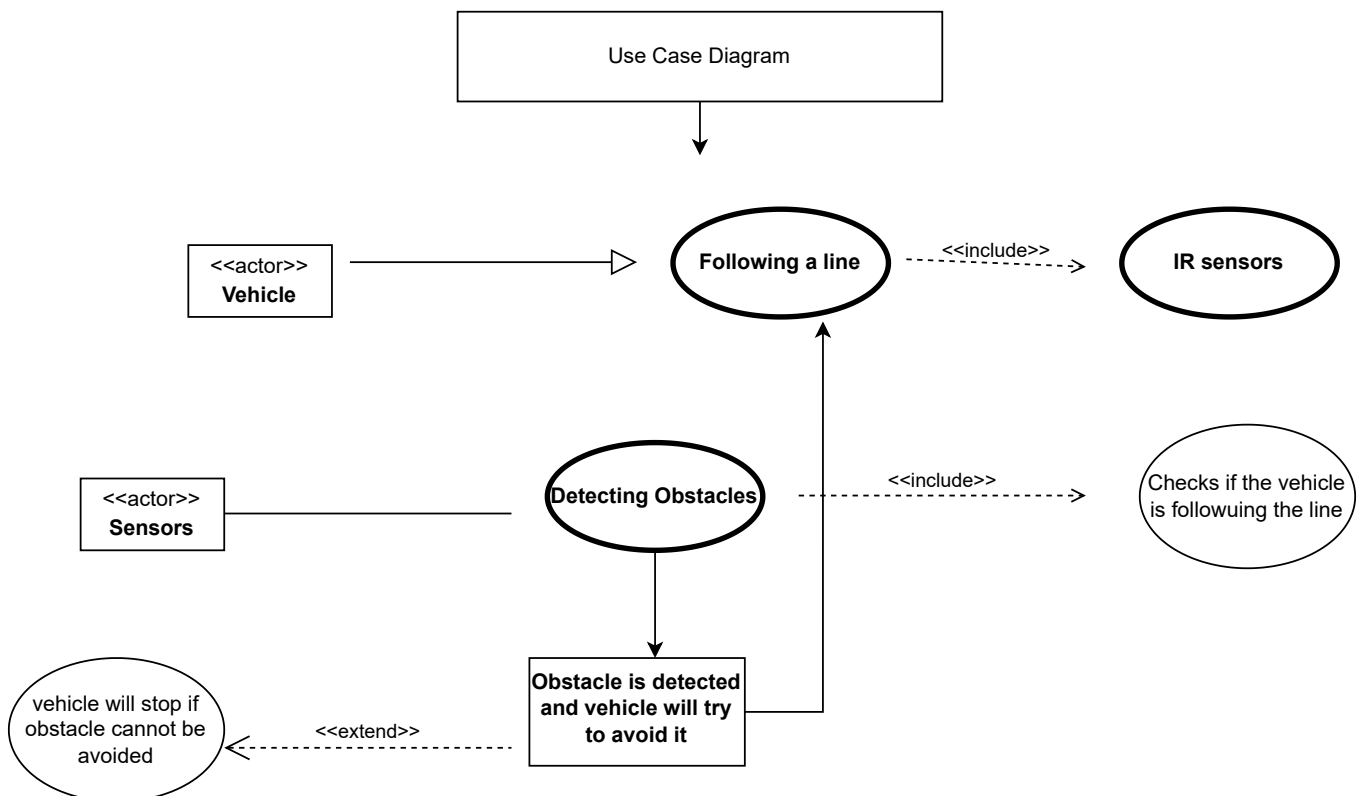 Use Case Diagram
<<actor>>
Vehicle
Following a line
<<include>>
IR sensors
<<actor>>
Sensors
Detecting Obstacles
<<include>>
Checks if the vehicle
is followuing the line
vehicle will stop if
obstacle cannot be
avoided
<<extend>>
Obstacle is detected
and vehicle will try
to avoid it